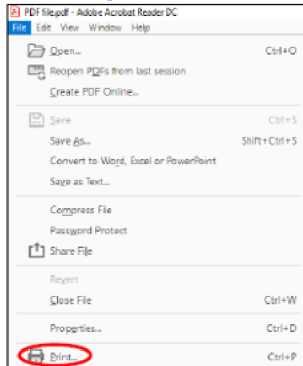 PDF file.pdf - Adobe Acrobat Reader DC
File Edit View Window Help
Open... Ctrl+O
Reopen PDFs from last session
Create PDF Online...
Save Ctrl+S
Save As... Shift+Ctrl+S
Convert to Word, Excel or PowerPoint
Save as Text...
Compress File
Password Protect
Share File
Revert
Close File Ctrl+W
Properties... Ctrl+D
Print... Ctrl+P